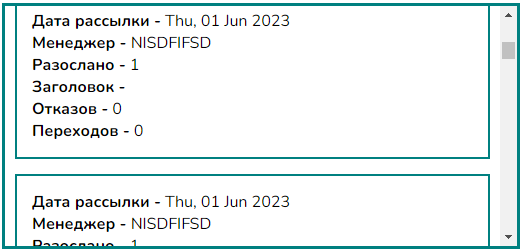 Дата рассылки - Thu, 01 Jun 2023
Менеджер - NISDFIFSD
Разослано - 1
Заголовок -
Отказов - 0
Переходов - 0
Дата рассылки - Thu, 01 Jun 2023
Менеджер - NISDFIFSD
Разослано - 1